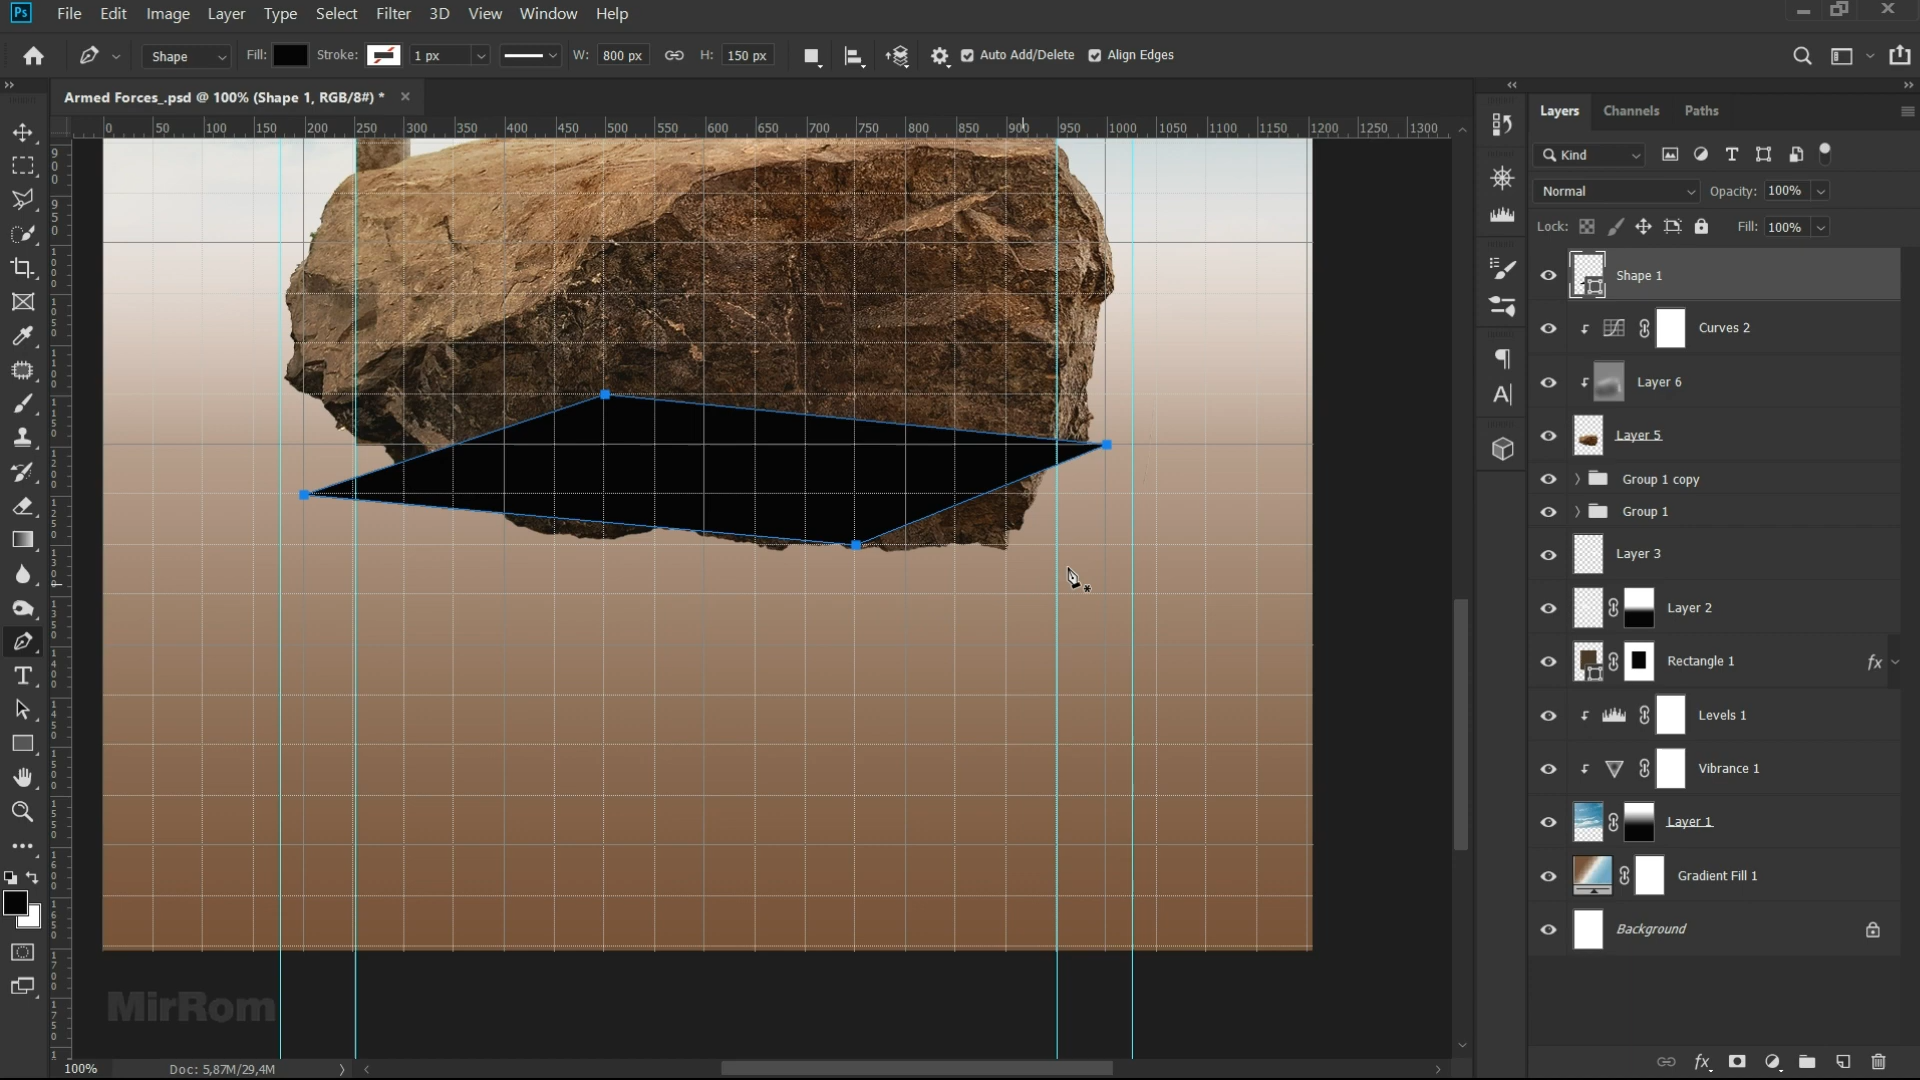 Ps File Edit Image Layer Type Select Filter 3D View Window Help
Shape Fill: Stroke: 1 px W: 800 px H: 150 px Auto Add/Delete Align Edges
Armed Forces_.psd @ 100% (Shape 1, RGB/8#) *
0 50 100 150 200 250 300 350 400 450 500 550 600 650 700 750 800 850 900 950 1000 1050 1100 1150 1200 1250 1300
Layers Channels Paths
Kind
Normal Opacity: 100%
Lock: Fill: 100%
Shape 1
Curves 2
Layer 6
Layer 5
Group 1 copy
Group 1
Layer 3
Layer 2
Rectangle 1 fx
Levels 1
Vibrance 1
Layer 1
Gradient Fill 1
Background
MirRom
100% Doc: 5,87M/29,4M
fx